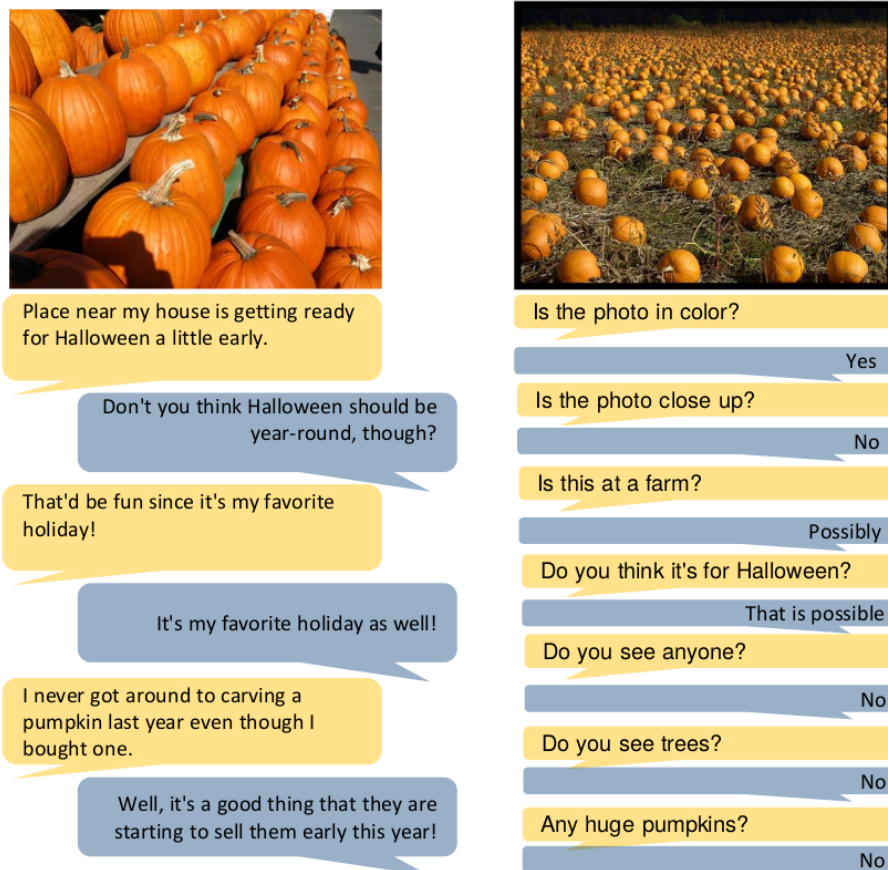 Place near my house is getting ready
for Halloween a little early.
Don't you think Halloween should be
year-round, though?
That'd be fun since it's my favorite
holiday!
It's my favorite holiday as well!
I never got around to carving a
pumpkin last year even though I
bought one.
Well, it's a good thing that they are
starting to sell them early this year!
Is the photo in color?
Yes
Is the photo close up?
No
Is this at a farm?
Possibly
Do you think it's for Halloween?
That is possible
Do you see anyone?
No
Do you see trees?
No
Any huge pumpkins?
No